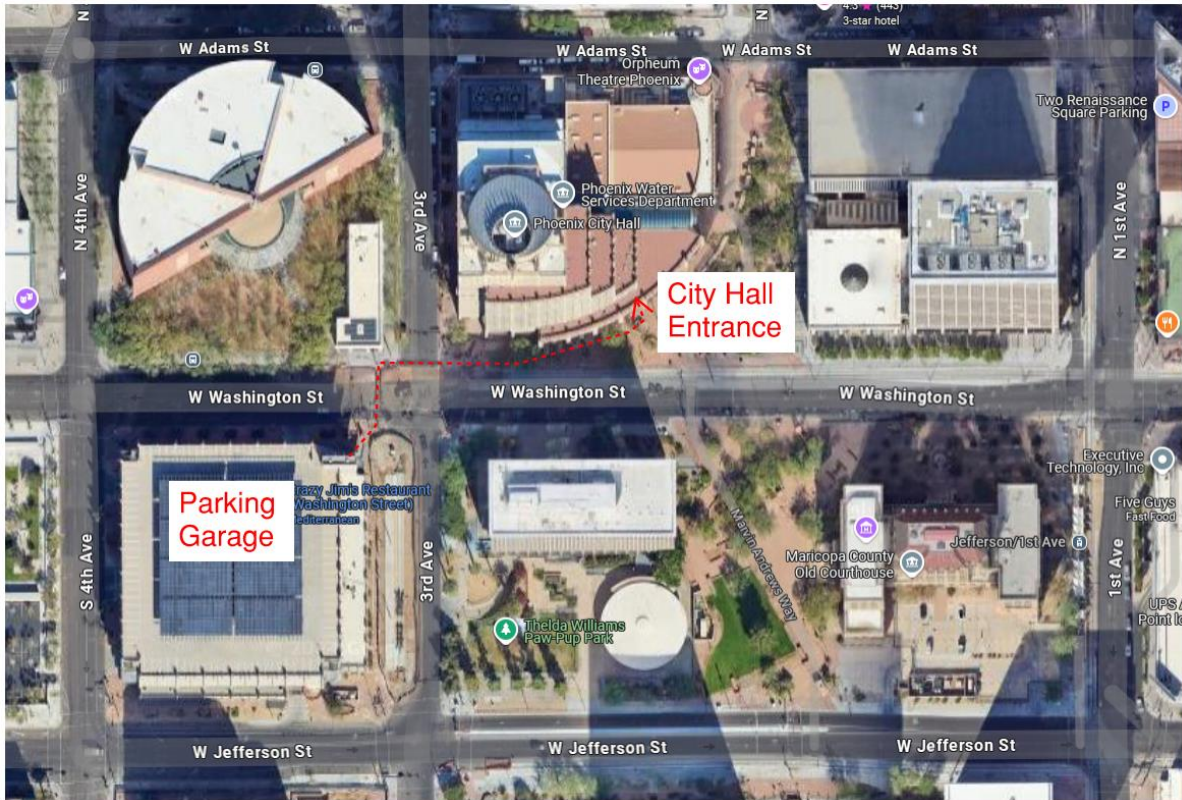 N
N
4.3 ★ (443)
3-star hotel
W Adams St
W Adams St
W Adams St
W Adams St
Orpheum
Theatre Phoenix
Two Renaissance
Square Parking
P
N 4th Ave
3rd Ave
N 1st Ave
Phoenix Water
Services Department
Phoenix City Hall
City Hall
Entrance
W Washington St
W Washington St
W Washington St
Parking
Garage
Jim's Restaurant
Washington Street)
S 4th Ave
3rd Ave
1st Ave
Executive
Technology, Inc
Five Guys
Fast Food
Marvin Andrews Way
Maricopa County
Old Courthouse
Jefferson/1st Ave
UPS
Point
Thelda Williams
Paw-Pup Park
W Jefferson St
W Jefferson St
W Jefferson St